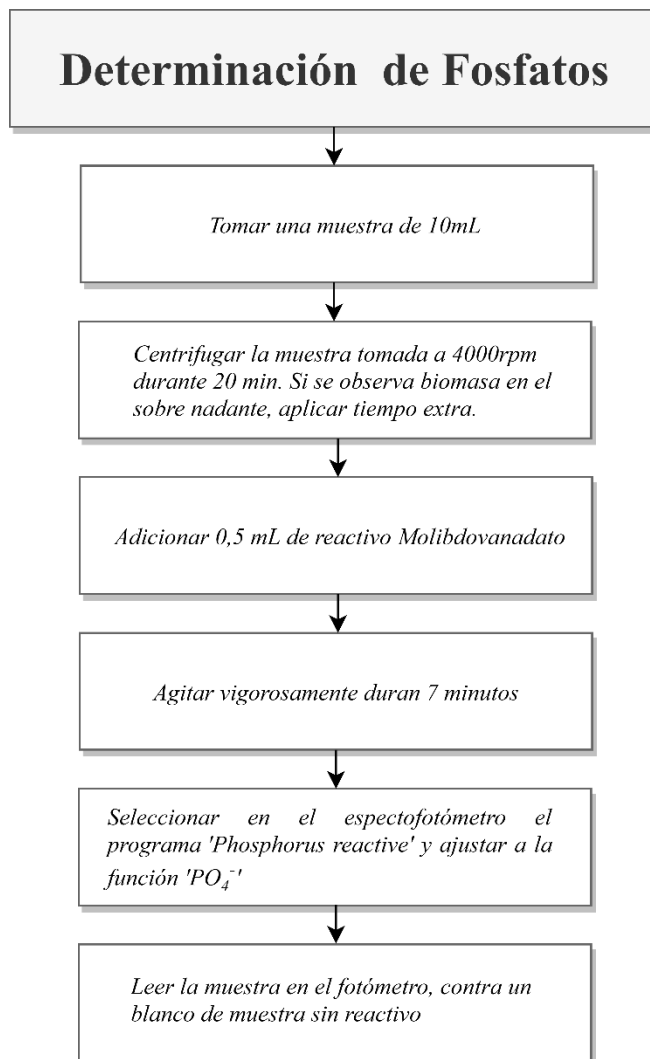 Determinación de Fosfatos
Tomar una muestra de 10mL
Centrifugar la muestra tomada a 4000rpm
durante 20 min. Si se observa biomasa en el
sobre nadante, aplicar tiempo extra.
Adicionar 0,5 mL de reactivo Molibdovanadato
Agitar vigorosamente duran 7 minutos
Seleccionar en el espectofotómetro el
programa 'Phosphorus reactive' y ajustar a la
función 'PO₄⁻'
Leer la muestra en el fotómetro, contra un
blanco de muestra sin reactivo